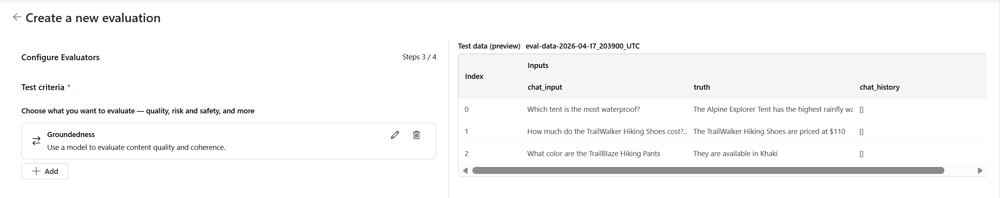 Create a new evaluation
Configure Evaluators
Steps 3 / 4
Test criteria *
Choose what you want to evaluate — quality, risk and safety, and more
Groundedness
Use a model to evaluate content quality and coherence.
Add
Test data (preview) eval-data-2026-04-17_203900_UTC
Inputs
Index
chat_input truth chat_history
0 Which tent is the most waterproof? The Alpine Explorer Tent has the highest rainfly wa []
1 How much do the TrailWalker Hiking Shoes cost?.. The TrailWalker Hiking Shoes are priced at $110 []
2 What color are the TrailBlaze Hiking Pants They are available in Khaki []